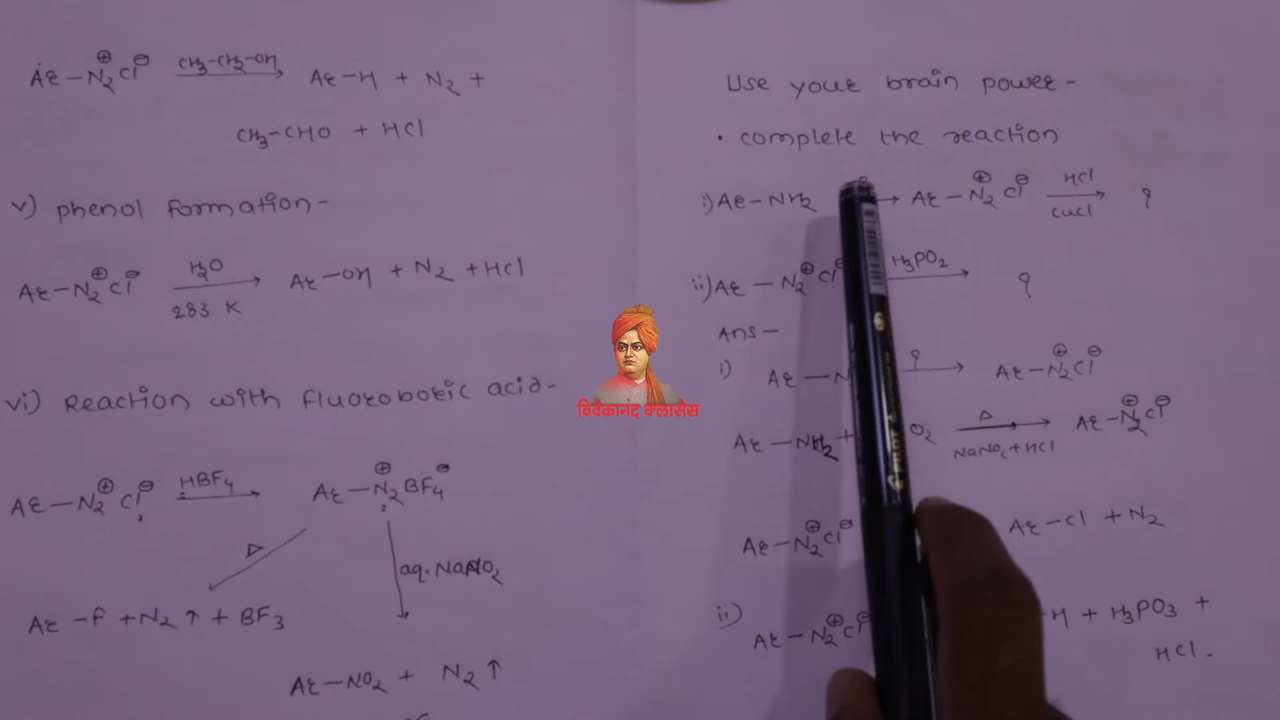 Ar-N₂⊕Cl⊖ CH₃-CH₂-OH → Ar-H + N₂ +
CH₃-CHO + HCl
v) phenol formation-
Ar-N₂⊕Cl⊖ H₂O → 283 K Ar-OH + N₂ + HCl
vi) Reaction with fluoroboric acid-
Ar-N₂⊕Cl⊖ HBF₄ → Ar-N₂⊕BF₄⊖
Δ
aq. NaNO₂
Ar-F + N₂ ↑ + BF₃
Ar-NO₂ + N₂ ↑
Use your brain power-
• complete the reaction
i) Ar-NH₂ → Ar-N₂⊕Cl⊖ HCl → CuCl ?
ii) Ar-N₂⊕Cl⊖ H₃PO₂ → ?
Ans-
i) Ar-N ? → Ar-N₂⊕Cl⊖
Ar-NH₂ + O₂ Δ → NaNO₂+HCl Ar-N₂⊕Cl⊖
Ar-N₂⊕Cl⊖ Ar-Cl + N₂
ii) Ar-N₂⊕Cl⊖ -H + H₃PO₃ +
HCl.
विवेकानंद क्लासेस